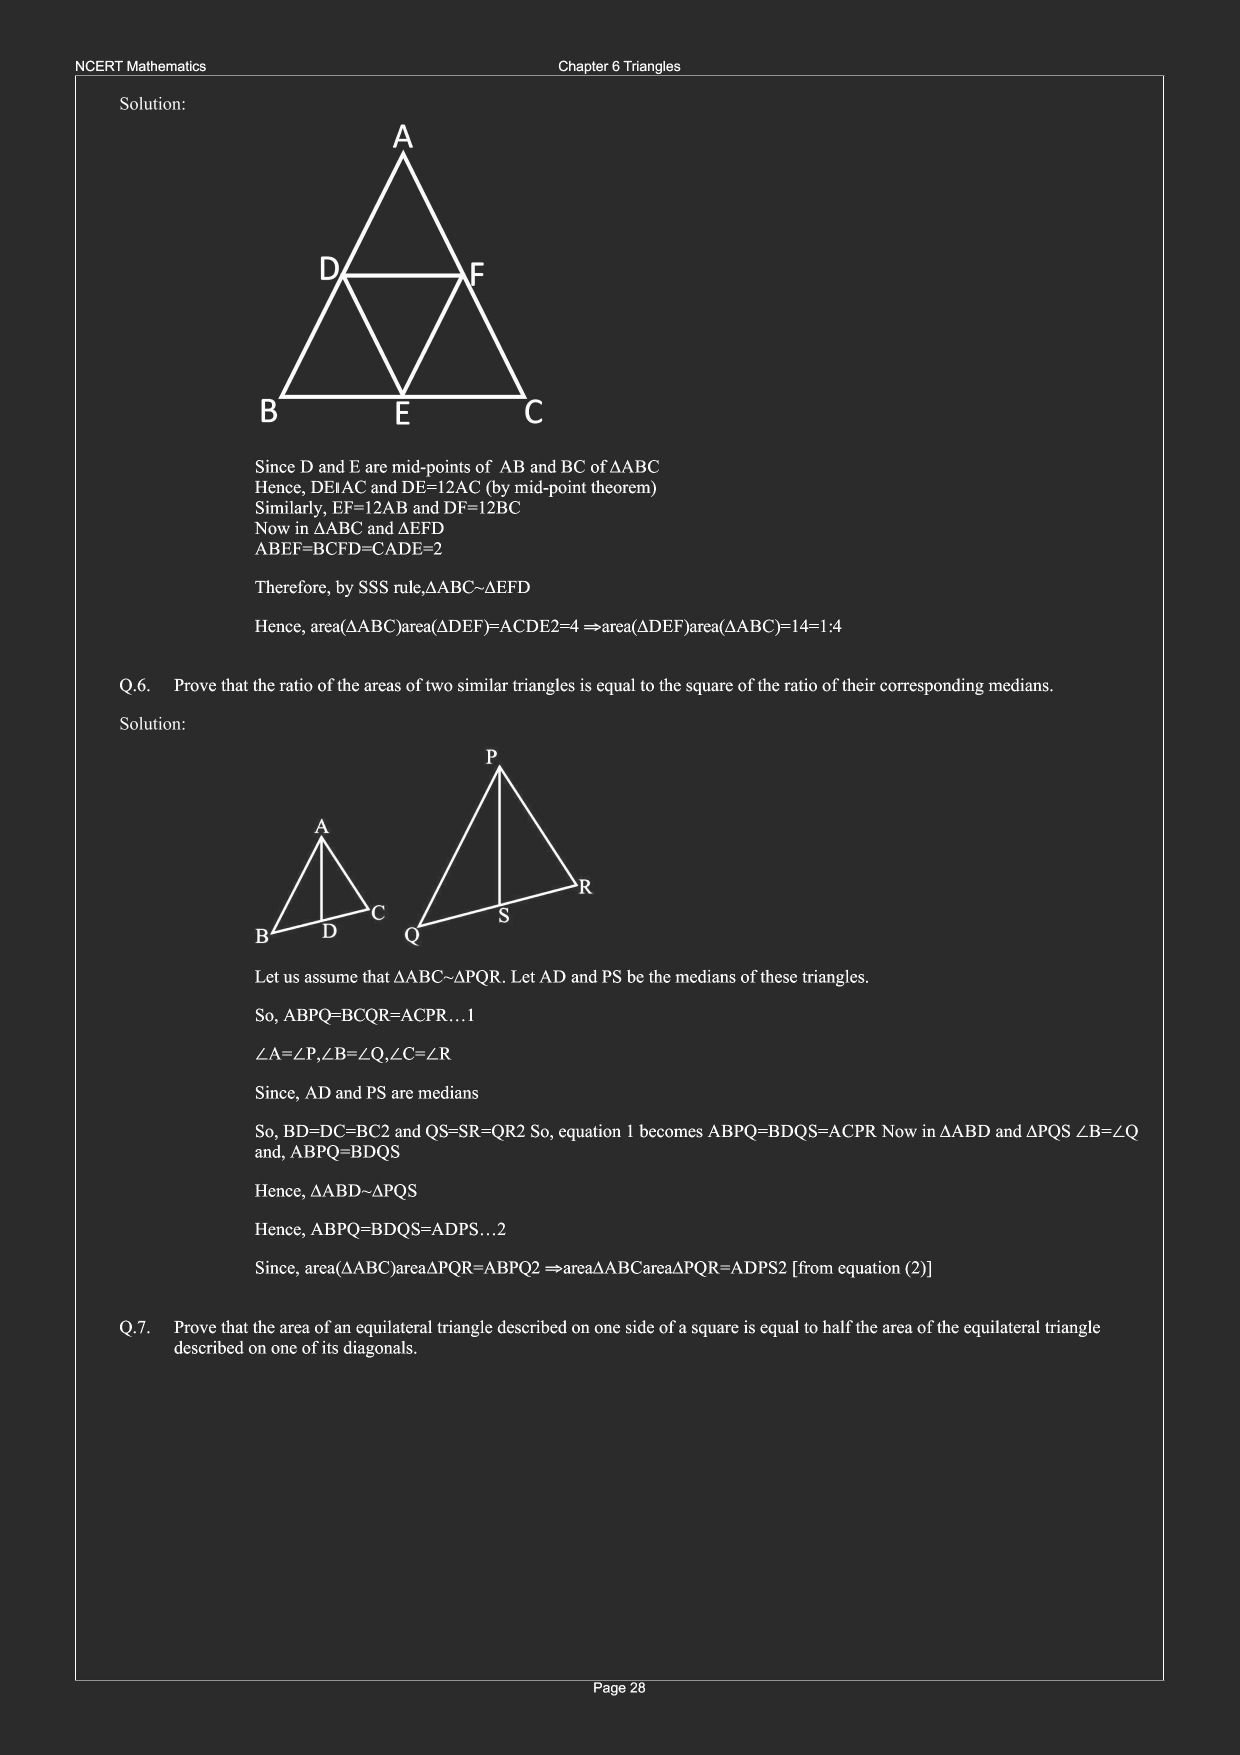 NCERT Mathematics
Chapter 6 Triangles
Solution:
A
D
F
B
E
C
Since D and E are mid-points of AB and BC of ΔABC
Hence, DE∥AC and DE=12AC (by mid-point theorem)
Similarly, EF=12AB and DF=12BC
Now in ΔABC and ΔEFD
ABEF=BCFD=CADE=2
Therefore, by SSS rule,ΔABC~ΔEFD
Hence, area(ΔABC)area(ΔDEF)=ACDE2=4 ⇒area(ΔDEF)area(ΔABC)=14=1:4
Q.6. Prove that the ratio of the areas of two similar triangles is equal to the square of the ratio of their corresponding medians.
Solution:
P
A
R
C
S
B
D
Q
Let us assume that ΔABC~ΔPQR. Let AD and PS be the medians of these triangles.
So, ABPQ=BCQR=ACPR…1
∠A=∠P,∠B=∠Q,∠C=∠R
Since, AD and PS are medians
So, BD=DC=BC2 and QS=SR=QR2 So, equation 1 becomes ABPQ=BDQS=ACPR Now in ΔABD and ΔPQS ∠B=∠Q
and, ABPQ=BDQS
Hence, ΔABD~ΔPQS
Hence, ABPQ=BDQS=ADPS…2
Since, area(ΔABC)areaΔPQR=ABPQ2 ⇒areaΔABCareaΔPQR=ADPS2 [from equation (2)]
Q.7. Prove that the area of an equilateral triangle described on one side of a square is equal to half the area of the equilateral triangle
described on one of its diagonals.
Page 28